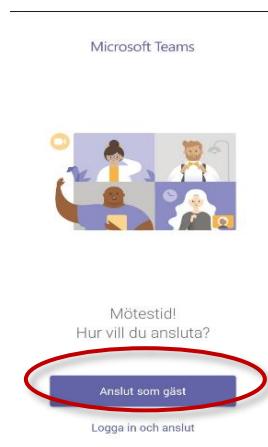 Microsoft Teams
Mötestid!
Hur vill du ansluta?
Anslut som gäst
Logga in och anslut